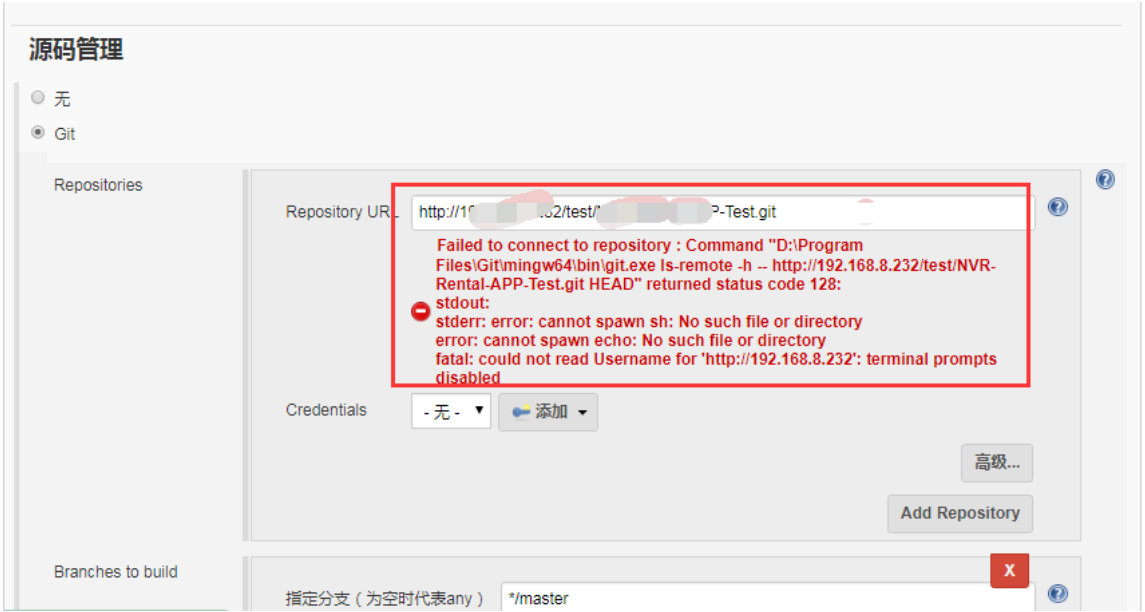 源码管理
无
Git
Repositories
Repository URL http://19 .232/test/ P-Test.git
Failed to connect to repository : Command "D:\Program
Files\Git\mingw64\bin\git.exe ls-remote -h -- http://192.168.8.232/test/NVR-
Rental-APP-Test.git HEAD" returned status code 128:
stdout:
stderr: error: cannot spawn sh: No such file or directory
error: cannot spawn echo: No such file or directory
fatal: could not read Username for 'http://192.168.8.232': terminal prompts
disabled
Credentials - 无 - 添加
高级...
Add Repository
Branches to build
X
指定分支（为空时代表any） */master